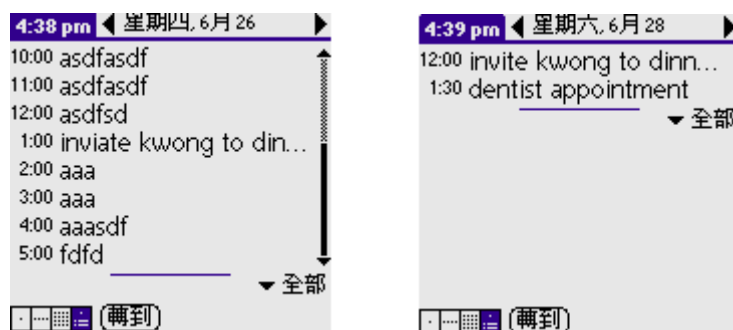 4:38 pm 星期四, 6月 26
10:00 asdfasdf
11:00 asdfasdf
12:00 asdfsd
1:00 inviate kwong to din...
2:00 aaa
3:00 aaa
4:00 aaasdf
5:00 fdfd
全部
轉到
4:39 pm 星期六, 6月 28
12:00 invite kwong to dinn...
1:30 dentist appointment
全部
轉到